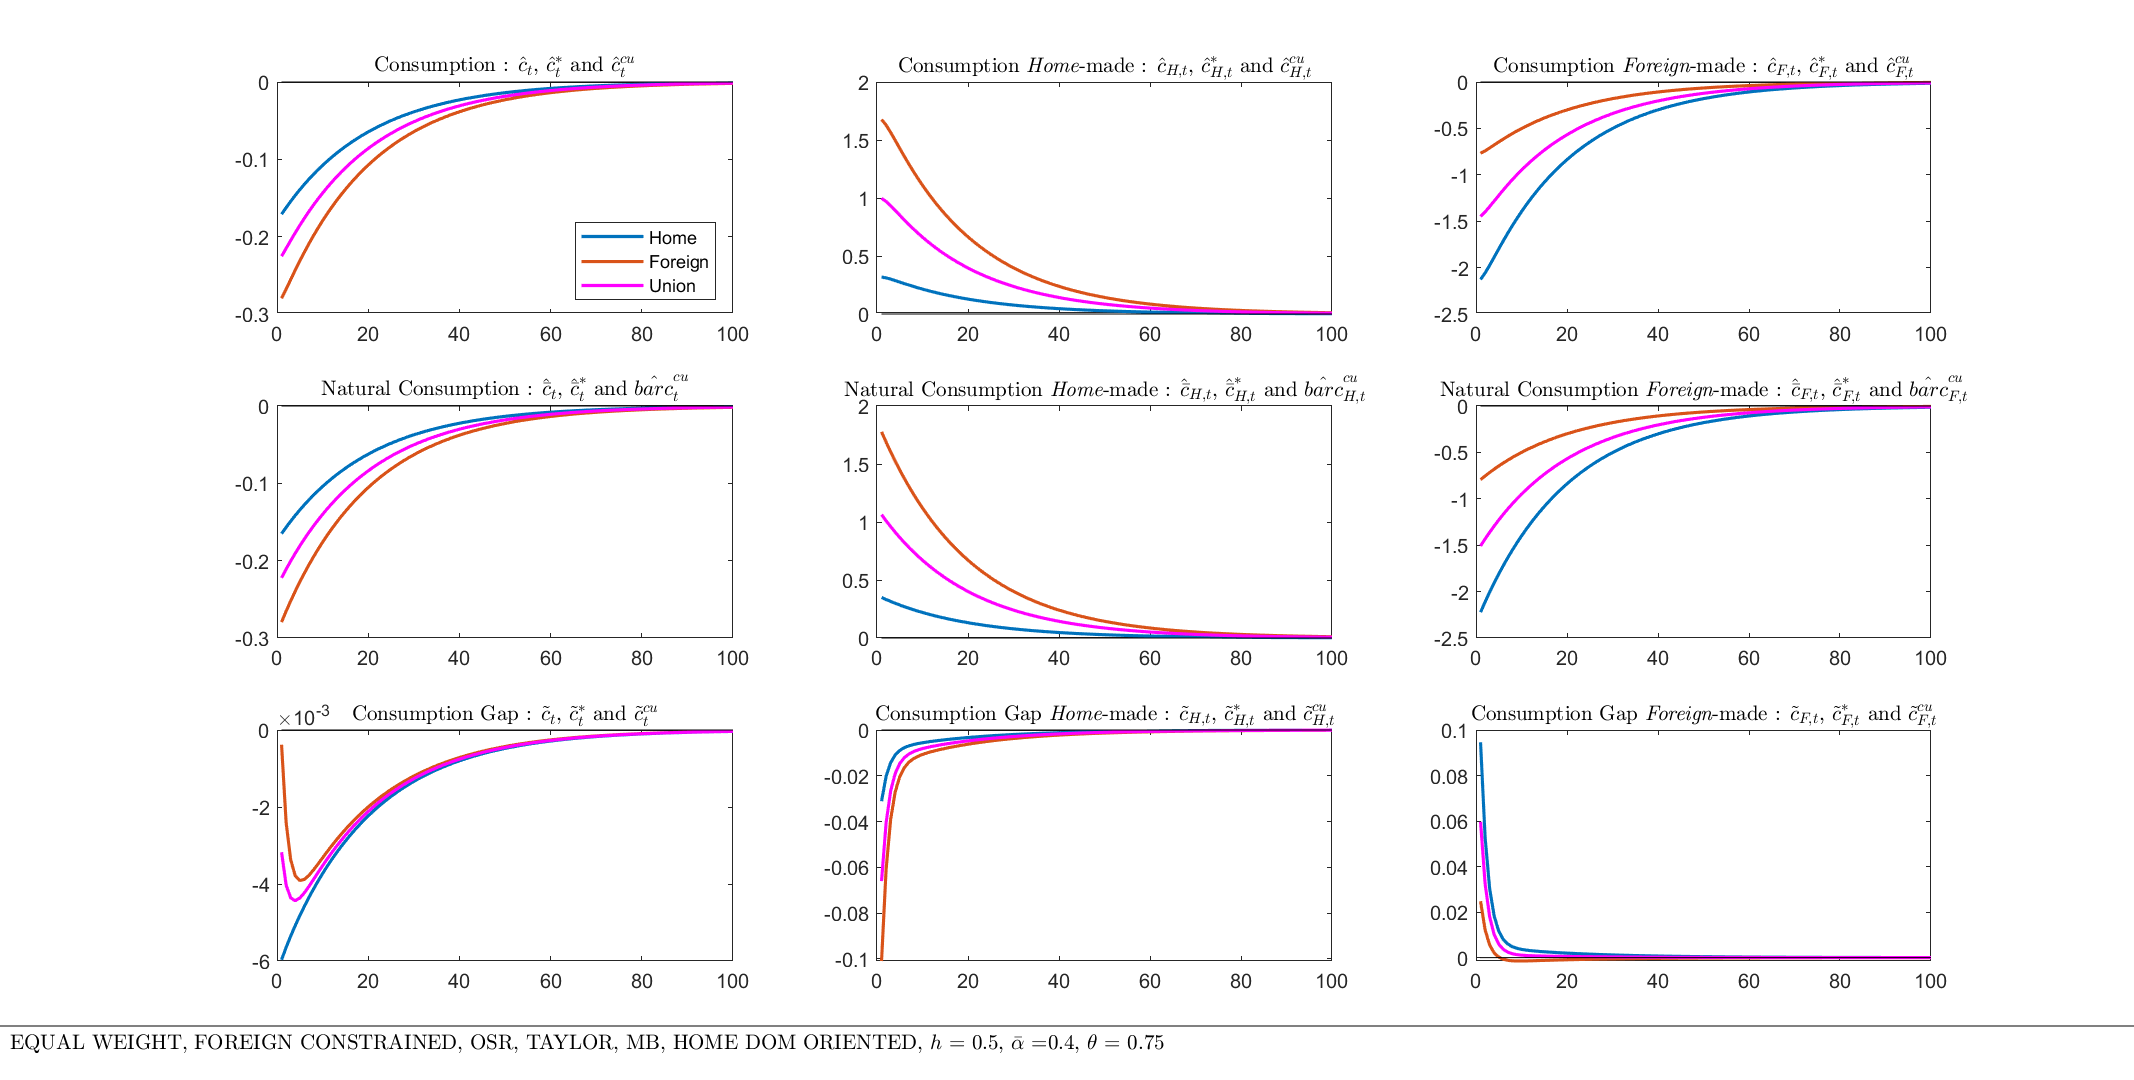 Consumption : ĉ_t, ĉ*_t and ĉ^cu_t
0
-0.1
-0.2
-0.3
0 20 40 60 80 100
Home
Foreign
Union
Consumption Home-made : ĉ_H,t, ĉ*_H,t and ĉ^cu_H,t
2
1.5
1
0.5
0
0 20 40 60 80 100
Consumption Foreign-made : ĉ_F,t, ĉ*_F,t and ĉ^cu_F,t
0
-0.5
-1
-1.5
-2
-2.5
0 20 40 60 80 100
Natural Consumption : c̄̂_t, c̄̂*_t and bar̂c^cu_t
0
-0.1
-0.2
-0.3
0 20 40 60 80 100
Natural Consumption Home-made : c̄̂_H,t, c̄̂*_H,t and bar̂c^cu_H,t
2
1.5
1
0.5
0
0 20 40 60 80 100
Natural Consumption Foreign-made : c̄̂_F,t, c̄̂*_F,t and bar̂c^cu_F,t
0
-0.5
-1
-1.5
-2
-2.5
0 20 40 60 80 100
×10^-3 Consumption Gap : c̃_t, c̃*_t and c̃^cu_t
0
-2
-4
-6
0 20 40 60 80 100
Consumption Gap Home-made : c̃_H,t, c̃*_H,t and c̃^cu_H,t
0
-0.02
-0.04
-0.06
-0.08
-0.1
0 20 40 60 80 100
Consumption Gap Foreign-made : c̃_F,t, c̃*_F,t and c̃^cu_F,t
0.1
0.08
0.06
0.04
0.02
0
0 20 40 60 80 100
EQUAL WEIGHT, FOREIGN CONSTRAINED, OSR, TAYLOR, MB, HOME DOM ORIENTED, h = 0.5, ᾱ =0.4, θ = 0.75